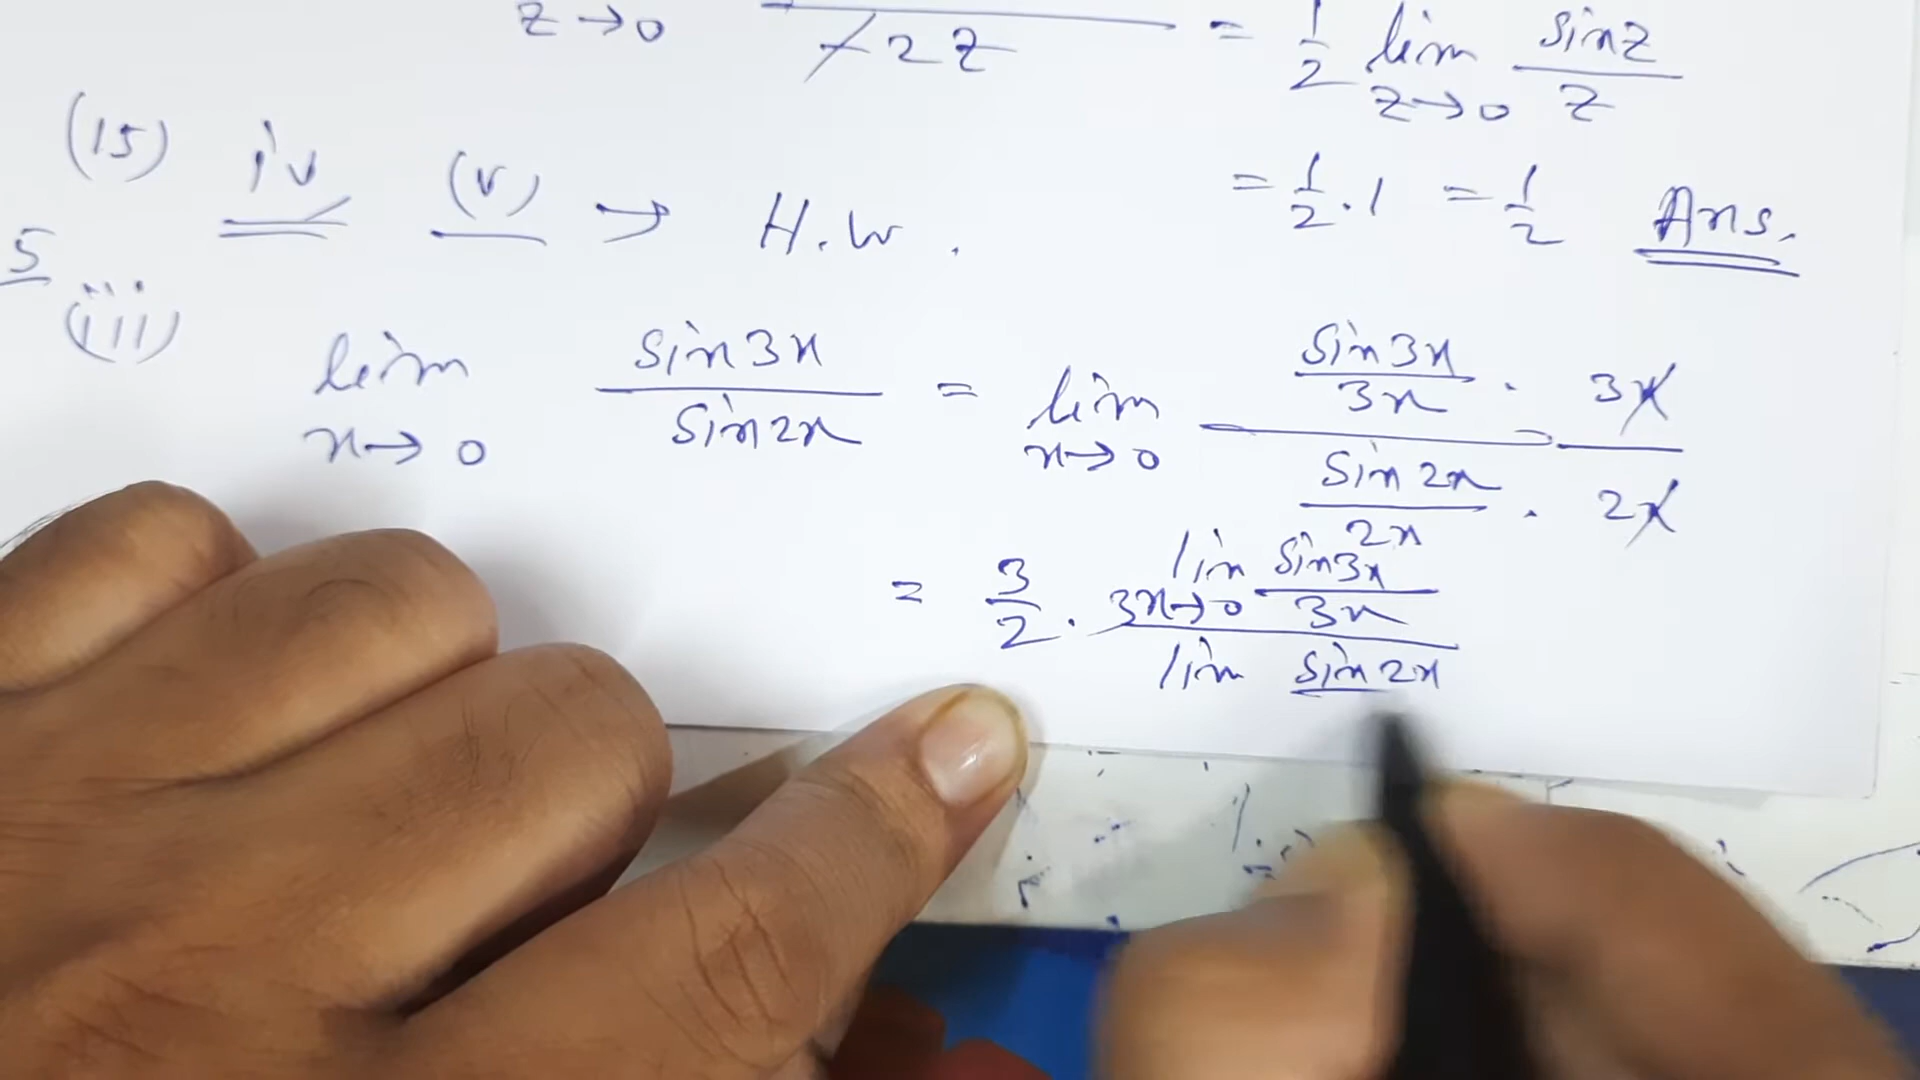 z→0 ̶2z = 1/2 lim z→0 sinz/z
= 1/2 . 1 = 1/2 Ans.
(15) iv (v) → H.W.
5
(iii) lim x→0 sin3x/sin2x = lim x→0 (sin3x/3x . 3x)/(sin2x/2x . 2x)
= 3/2 . (lim 3x→0 sin3x/3x)/(lim sin2x)